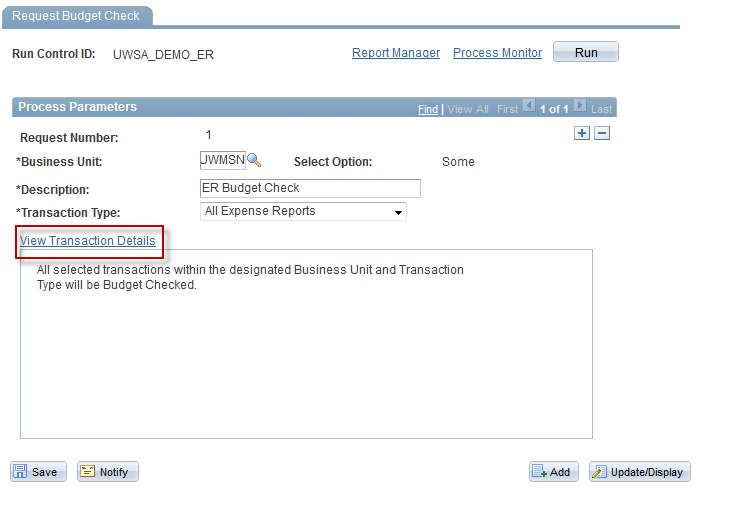 Request Budget Check
Run Control ID: UWSA_DEMO_ER Report Manager Process Monitor Run
Process Parameters Find | View All First 1 of 1 Last
Request Number: 1
*Business Unit: UWMSN Select Option: Some
*Description: ER Budget Check
*Transaction Type: All Expense Reports
View Transaction Details
All selected transactions within the designated Business Unit and Transaction
Type will be Budget Checked.
Save Notify Add Update/Display